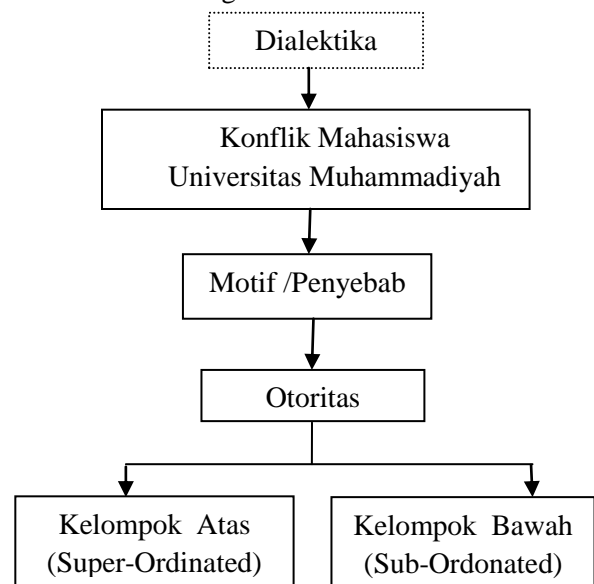 Dialektika
Konflik Mahasiswa
Universitas Muhammadiyah
Motif /Penyebab
Otoritas
Kelompok Atas
(Super-Ordinated)
Kelompok Bawah
(Sub-Ordonated)